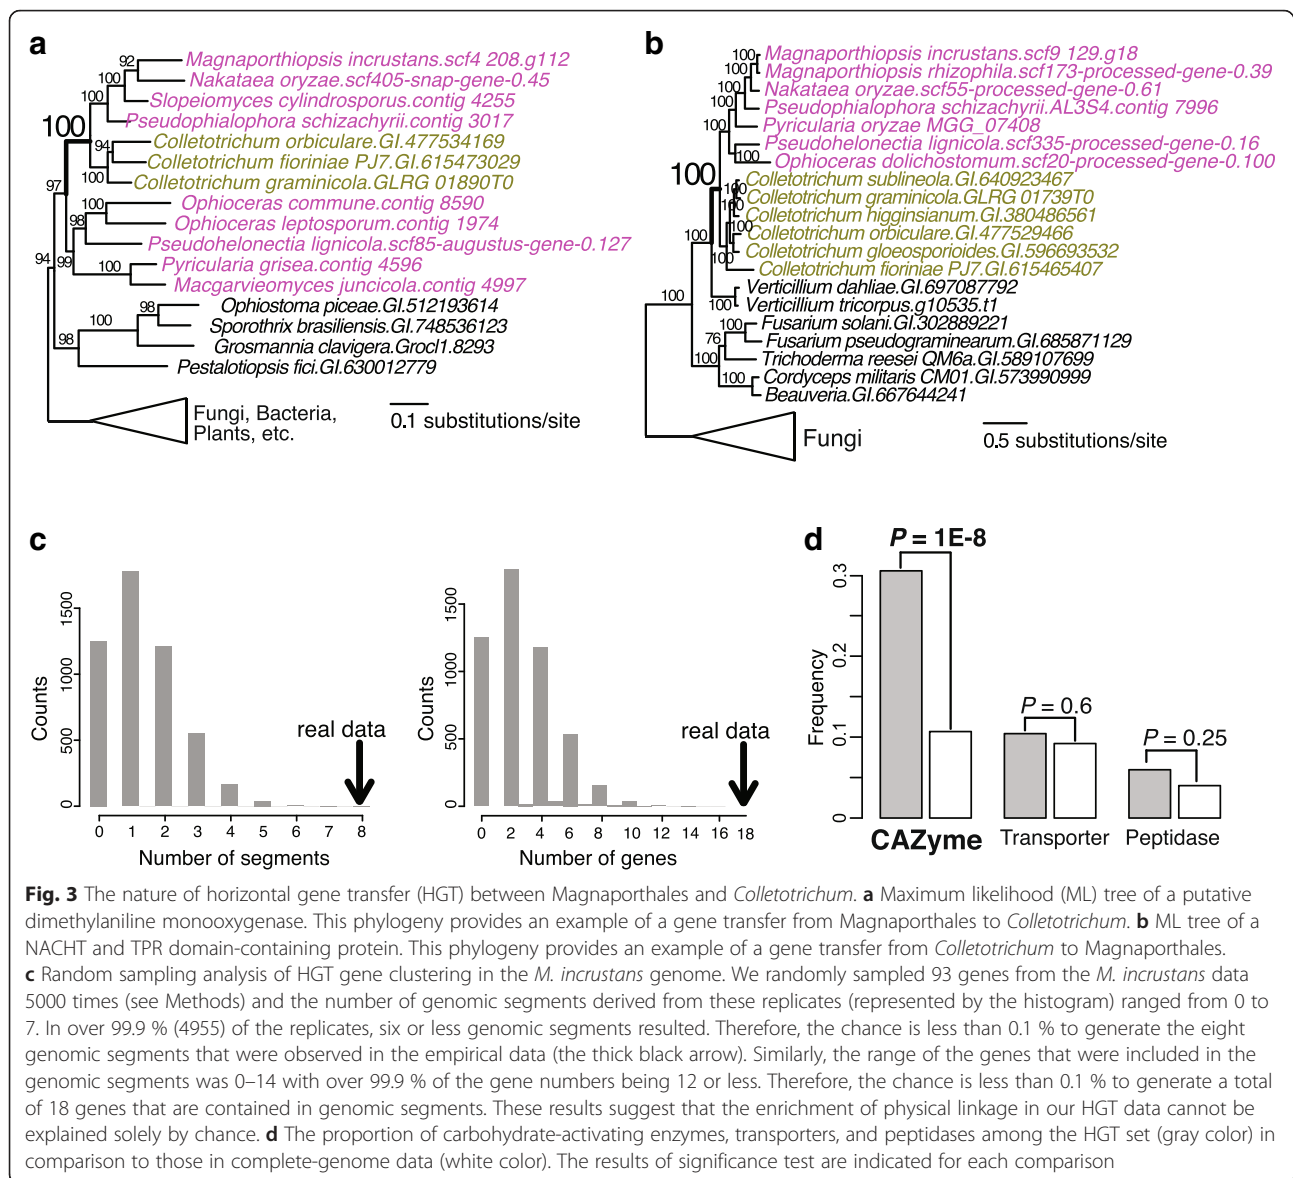 a
92
Magnaporthiopsis incrustans.scf4 208.g112
100
Nakataea oryzae.scf405-snap-gene-0.45
100
Slopeiomyces cylindrosporus.contig 4255
100
Pseudophialophora schizachyrii.contig 3017
100
Colletotrichum orbiculare.GI.477534169
94
Colletotrichum fioriniae PJ7.GI.615473029
100
Colletotrichum graminicola.GLRG 01890T0
97
Ophioceras commune.contig 8590
100
Ophioceras leptosporum.contig 1974
98
Pseudohelonectia lignicola.scf85-augustus-gene-0.127
94
99
Pyricularia grisea.contig 4596
100
Macgarvieomyces juncicola.contig 4997
98
Ophiostoma piceae.GI.512193614
100
Sporothrix brasiliensis.GI.748536123
98
Grosmannia clavigera.Grocl1.8293
Pestalotiopsis fici.GI.630012779
Fungi, Bacteria,
Plants, etc.
0.1 substitutions/site
b
100
Magnaporthiopsis incrustans.scf9 129.g18
100
Magnaporthiopsis rhizophila.scf173-processed-gene-0.39
100
Nakataea oryzae.scf55-processed-gene-0.61
100
Pseudophialophora schizachyrii.AL3S4.contig 7996
100
Pyricularia oryzae MGG_07408
Pseudohelonectia lignicola.scf335-processed-gene-0.16
100
Ophioceras dolichostomum.scf20-processed-gene-0.100
100
Colletotrichum sublineola.GI.640923467
100
Colletotrichum graminicola.GLRG 01739T0
100
Colletotrichum higginsianum.GI.380486561
100
Colletotrichum orbiculare.GI.477529466
100
Colletotrichum gloeosporioides.GI.596693532
100
Colletotrichum fioriniae PJ7.GI.615465407
100
Verticillium dahliae.GI.697087792
100
Verticillium tricorpus.g10535.t1
100
Fusarium solani.GI.302889221
100
76
Fusarium pseudograminearum.GI.685871129
100
Trichoderma reesei QM6a.GI.589107699
100
Cordyceps militaris CM01.GI.573990999
Beauveria.GI.667644241
Fungi
0.5 substitutions/site
c
Counts
0
500
1000
1500
real data
0 1 2 3 4 5 6 7 8
Number of segments
Counts
0
500
1000
1500
real data
0 2 4 6 8 10 12 14 16 18
Number of genes
d
P = 1E-8
Frequency
0
0.1
0.2
0.3
P = 0.6
P = 0.25
CAZyme Transporter Peptidase
Fig. 3 The nature of horizontal gene transfer (HGT) between Magnaporthales and Colletotrichum. a Maximum likelihood (ML) tree of a putative
dimethylaniline monooxygenase. This phylogeny provides an example of a gene transfer from Magnaporthales to Colletotrichum. b ML tree of a
NACHT and TPR domain-containing protein. This phylogeny provides an example of a gene transfer from Colletotrichum to Magnaporthales.
c Random sampling analysis of HGT gene clustering in the M. incrustans genome. We randomly sampled 93 genes from the M. incrustans data
5000 times (see Methods) and the number of genomic segments derived from these replicates (represented by the histogram) ranged from 0 to
7. In over 99.9 % (4955) of the replicates, six or less genomic segments resulted. Therefore, the chance is less than 0.1 % to generate the eight
genomic segments that were observed in the empirical data (the thick black arrow). Similarly, the range of the genes that were included in the
genomic segments was 0–14 with over 99.9 % of the gene numbers being 12 or less. Therefore, the chance is less than 0.1 % to generate a total
of 18 genes that are contained in genomic segments. These results suggest that the enrichment of physical linkage in our HGT data cannot be
explained solely by chance. d The proportion of carbohydrate-activating enzymes, transporters, and peptidases among the HGT set (gray color) in
comparison to those in complete-genome data (white color). The results of significance test are indicated for each comparison